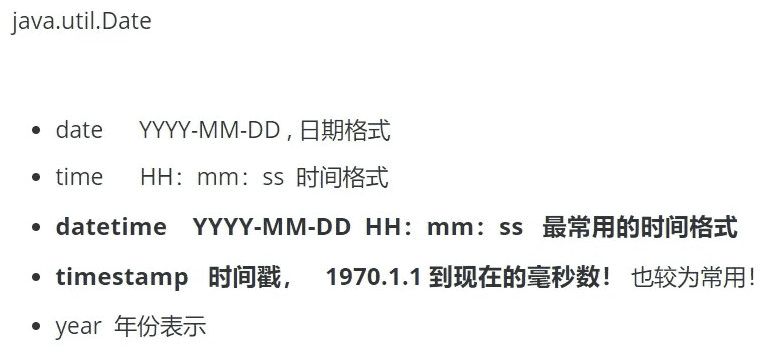 java.util.Date
date YYYY-MM-DD , 日期格式
time HH：mm：ss 时间格式
datetime YYYY-MM-DD HH：mm：ss 最常用的时间格式
timestamp 时间戳， 1970.1.1 到现在的毫秒数！ 也较为常用！
year 年份表示